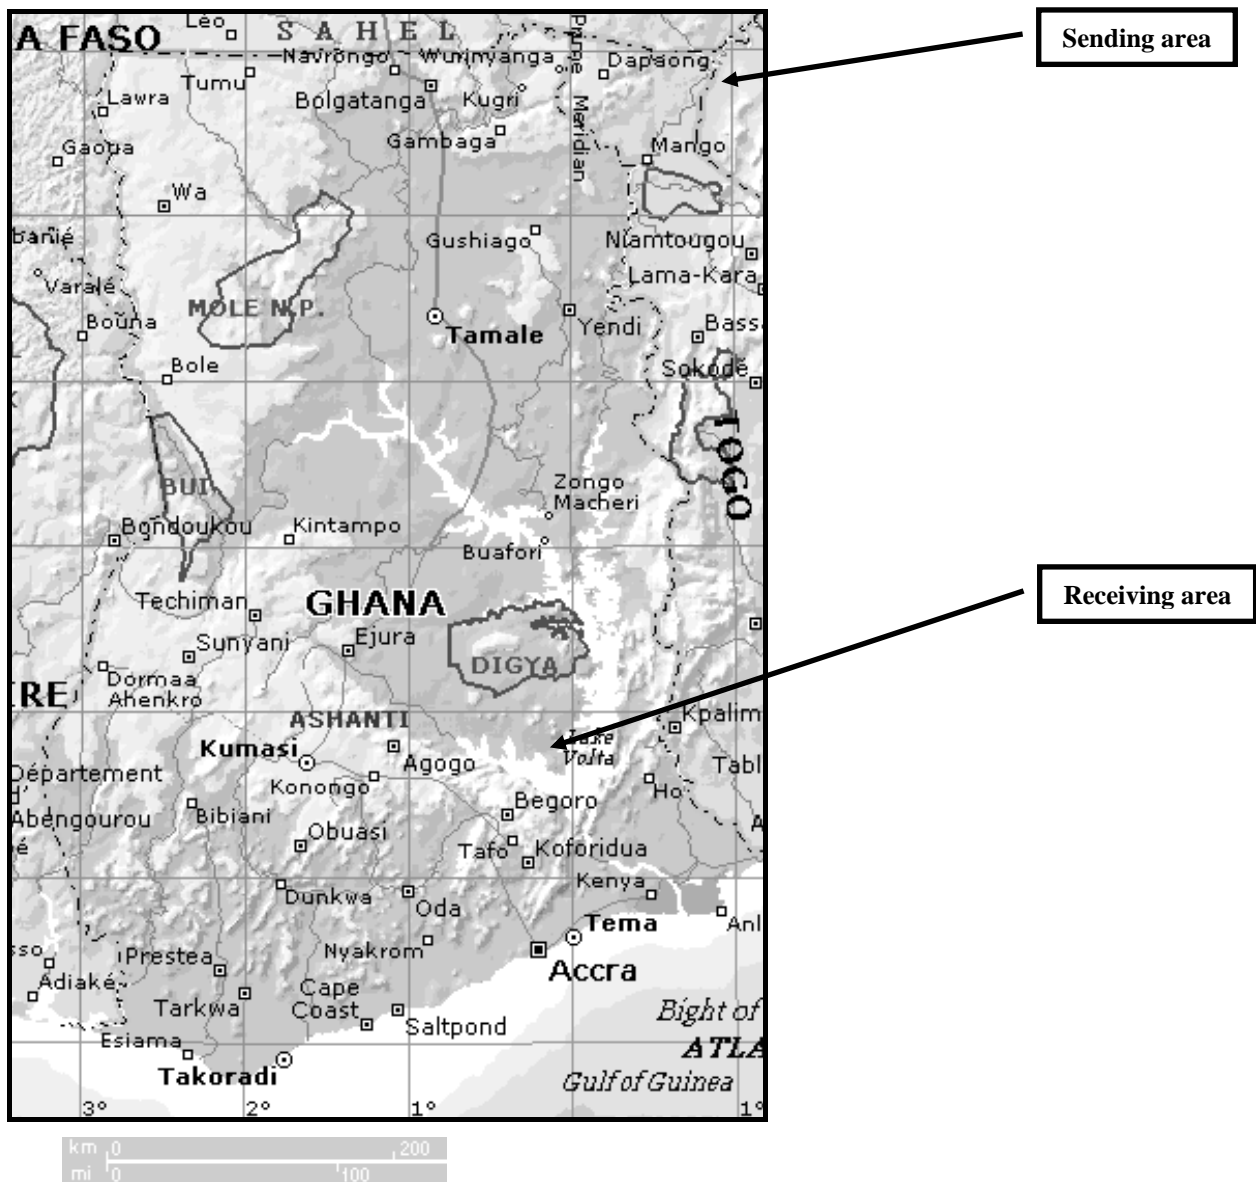 Léo
A FASO
S A H E L
Sending area
Navrongo
Wurinyanga
Prime Meridian
Dapaong
Tumu
Bolgatanga
Kugri
Lawra
Gambaga
Mango
Gaoua
Wa
banié
Gushiago
Niamtougou
Varalé
Lama-Kara
MOLE N.P.
Bouna
Tamale
Yendi
Bass
Bole
Sokodé
TOGO
BUI
Zongo
Macheri
Bondoukou
Kintampo
Buafori
Techiman
GHANA
Receiving area
Sunyani
Ejura
DIGYA
Dormaa
Ahenkro
IRE
ASHANTI
Kpalim
Kumasi
Lake
Volta
Agogo
Tabl
Département
Konongo
Ho
d'
Abengourou
Bibiani
Begoro
A
é
Obuasi
Tafo
Koforidua
Dunkwa
Kenya
Oda
Tema
Anl
sso
Prestea
Nyakrom
Accra
Adiaké
Tarkwa
Cape
Coast
Saltpond
Bight of
Esiama
ATLA
Takoradi
Gulf of Guinea
3° 2° 1° 1°
km 0 200
mi 0 100